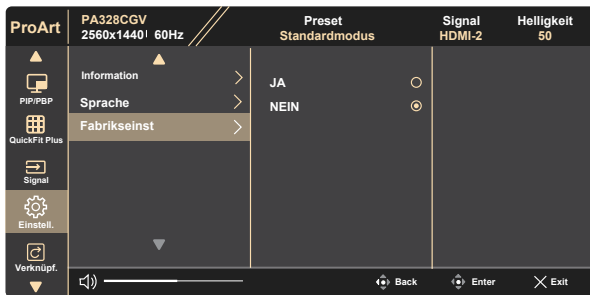 ProArt
PA328CGV
2560x1440 60Hz
Preset
Standardmodus
Signal
HDMI-2
Helligkeit
50
PIP/PBP
QuickFit Plus
Signal
Einstell.
Verknüpf.
Information
Sprache
Fabrikseinst
JA
NEIN
Back
Enter
Exit